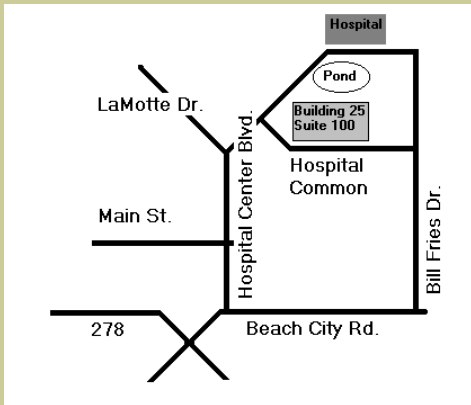 Hospital
Pond
Building 25
Suite 100
LaMotte Dr.
Hospital Center Blvd.
Hospital
Common
Main St.
Bill Fries Dr.
278
Beach City Rd.